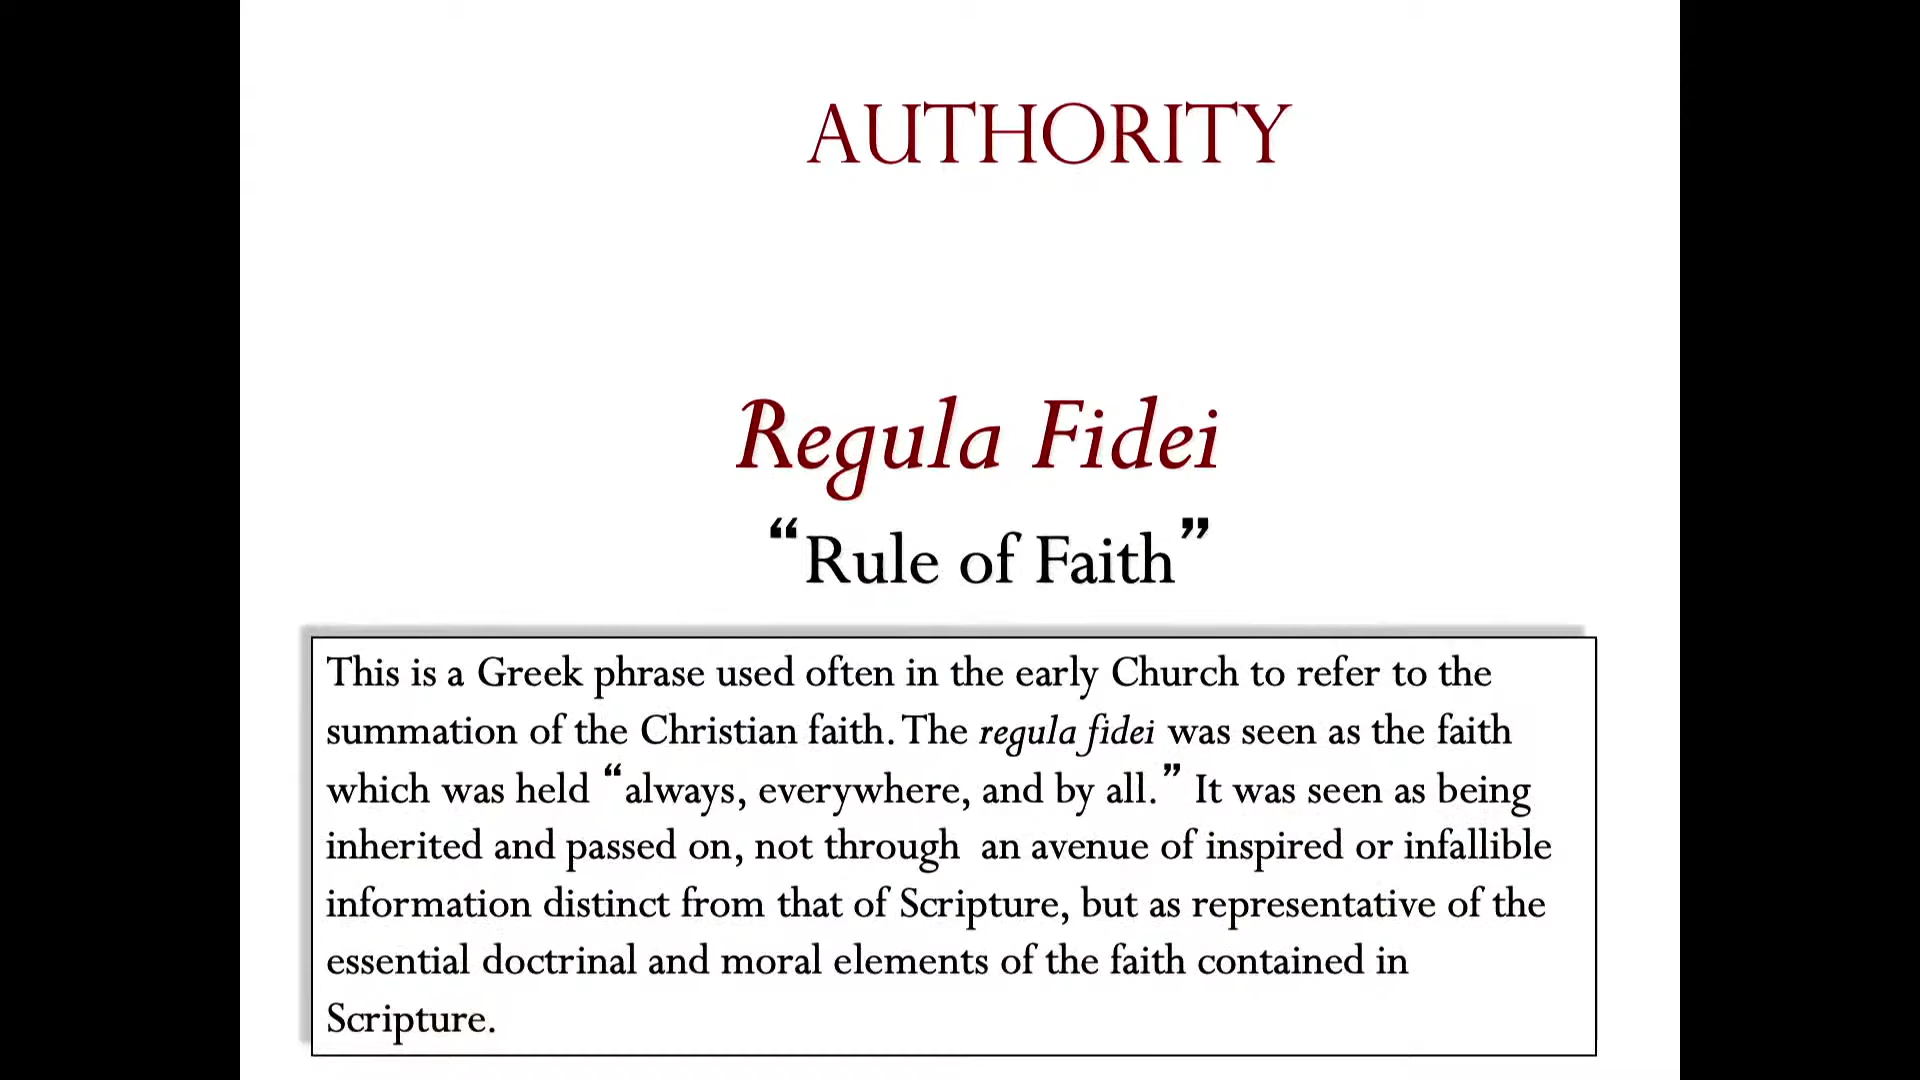 AUTHORITY
Regula Fidei
“Rule of Faith”
This is a Greek phrase used often in the early Church to refer to the
summation of the Christian faith. The regula fidei was seen as the faith
which was held “always, everywhere, and by all.” It was seen as being
inherited and passed on, not through an avenue of inspired or infallible
information distinct from that of Scripture, but as representative of the
essential doctrinal and moral elements of the faith contained in
Scripture.